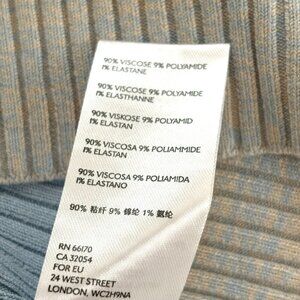 90% VISCOSE 9% POLYAMIDE
1% ELASTANE
90% VISCOSE 9% POLYAMIDE
1% ELASTHANNE
90% VISKOSE 9% POLYAMID
1% ELASTAN
90% VISCOSA 9% POLIAMMIDE
1% ELASTAN
90% VISCOSA 9% POLIAMIDA
1% ELASTANO
90% 粘纤 9% 锦纶 1% 氨纶
RN 66170
CA 32054
FOR EU
24 WEST STREET
LONDON, WC2H9NA